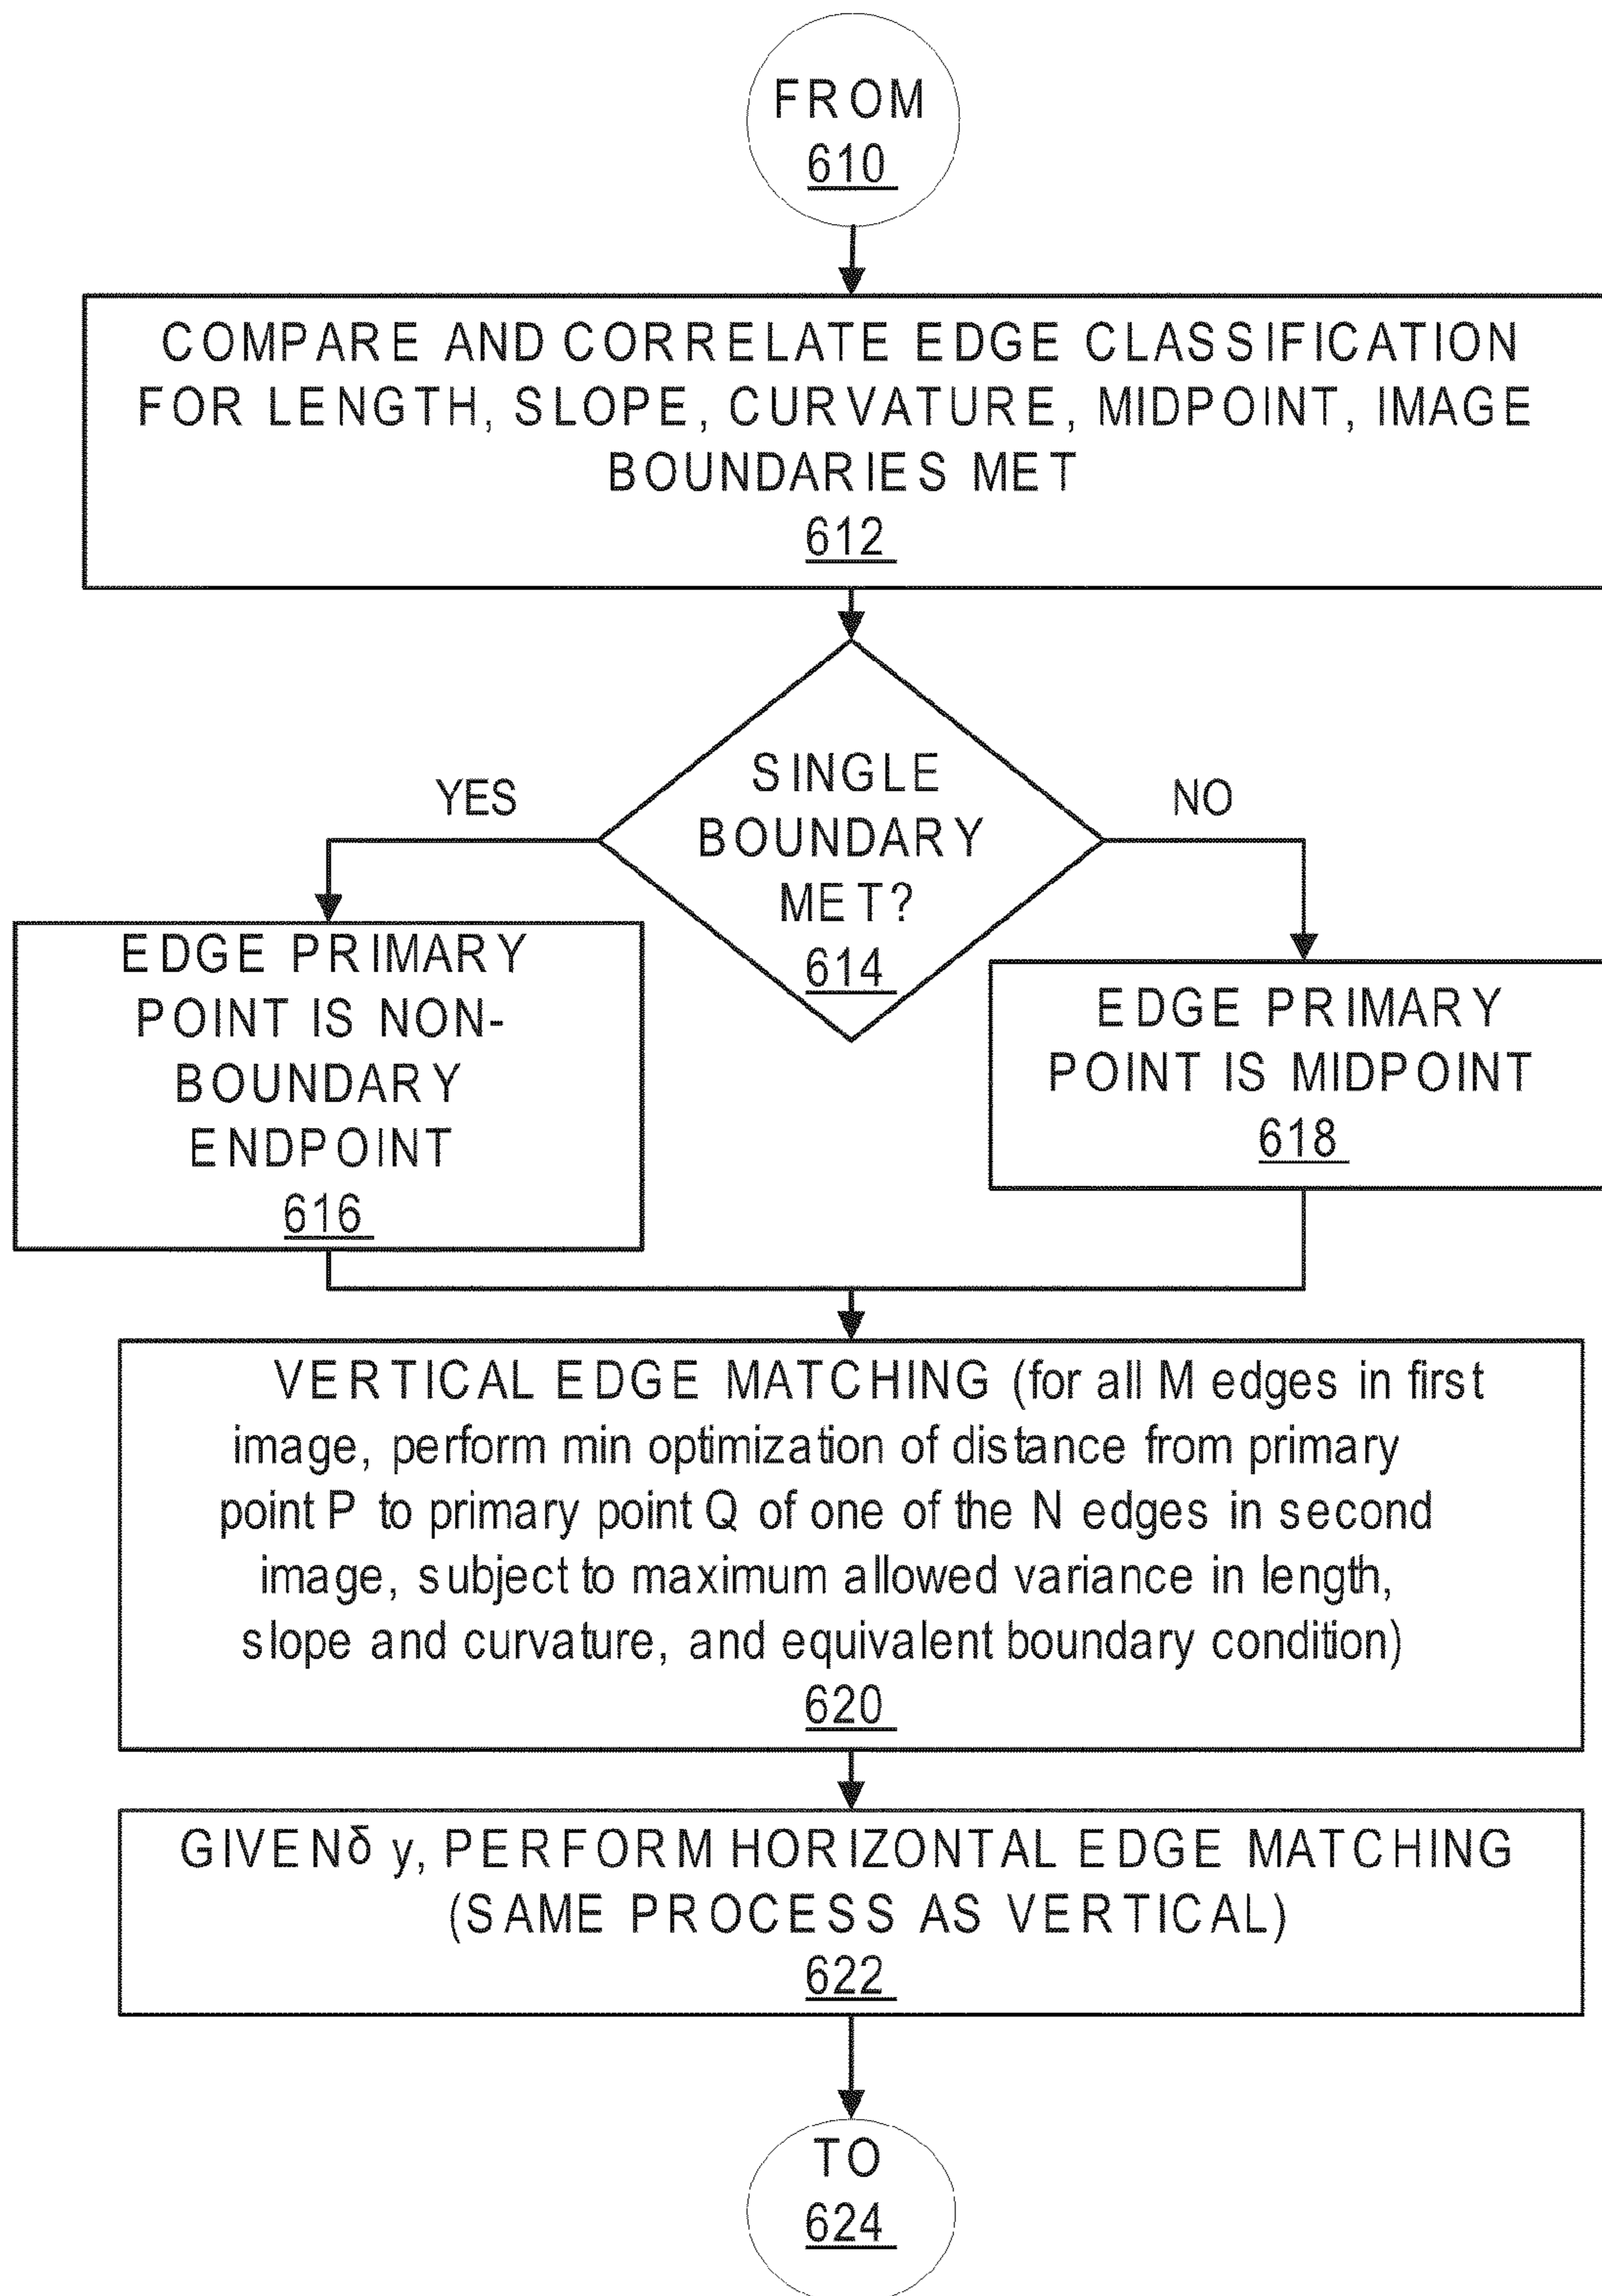 FROM
610
COMPARE AND CORRELATE EDGE CLASSIFICATION
FOR LENGTH, SLOPE, CURVATURE, MIDPOINT, IMAGE
BOUNDARIES MET
612
SINGLE
BOUNDARY
MET?
614
YES
NO
EDGE PRIMARY
POINT IS NON-
BOUNDARY
ENDPOINT
616
EDGE PRIMARY
POINT IS MIDPOINT
618
VERTICAL EDGE MATCHING (for all M edges in first
image, perform min optimization of distance from primary
point P to primary point Q of one of the N edges in second
image, subject to maximum allowed variance in length,
slope and curvature, and equivalent boundary condition)
620
GIVENδ y, PERFORM HORIZONTAL EDGE MATCHING
(SAME PROCESS AS VERTICAL)
622
TO
624